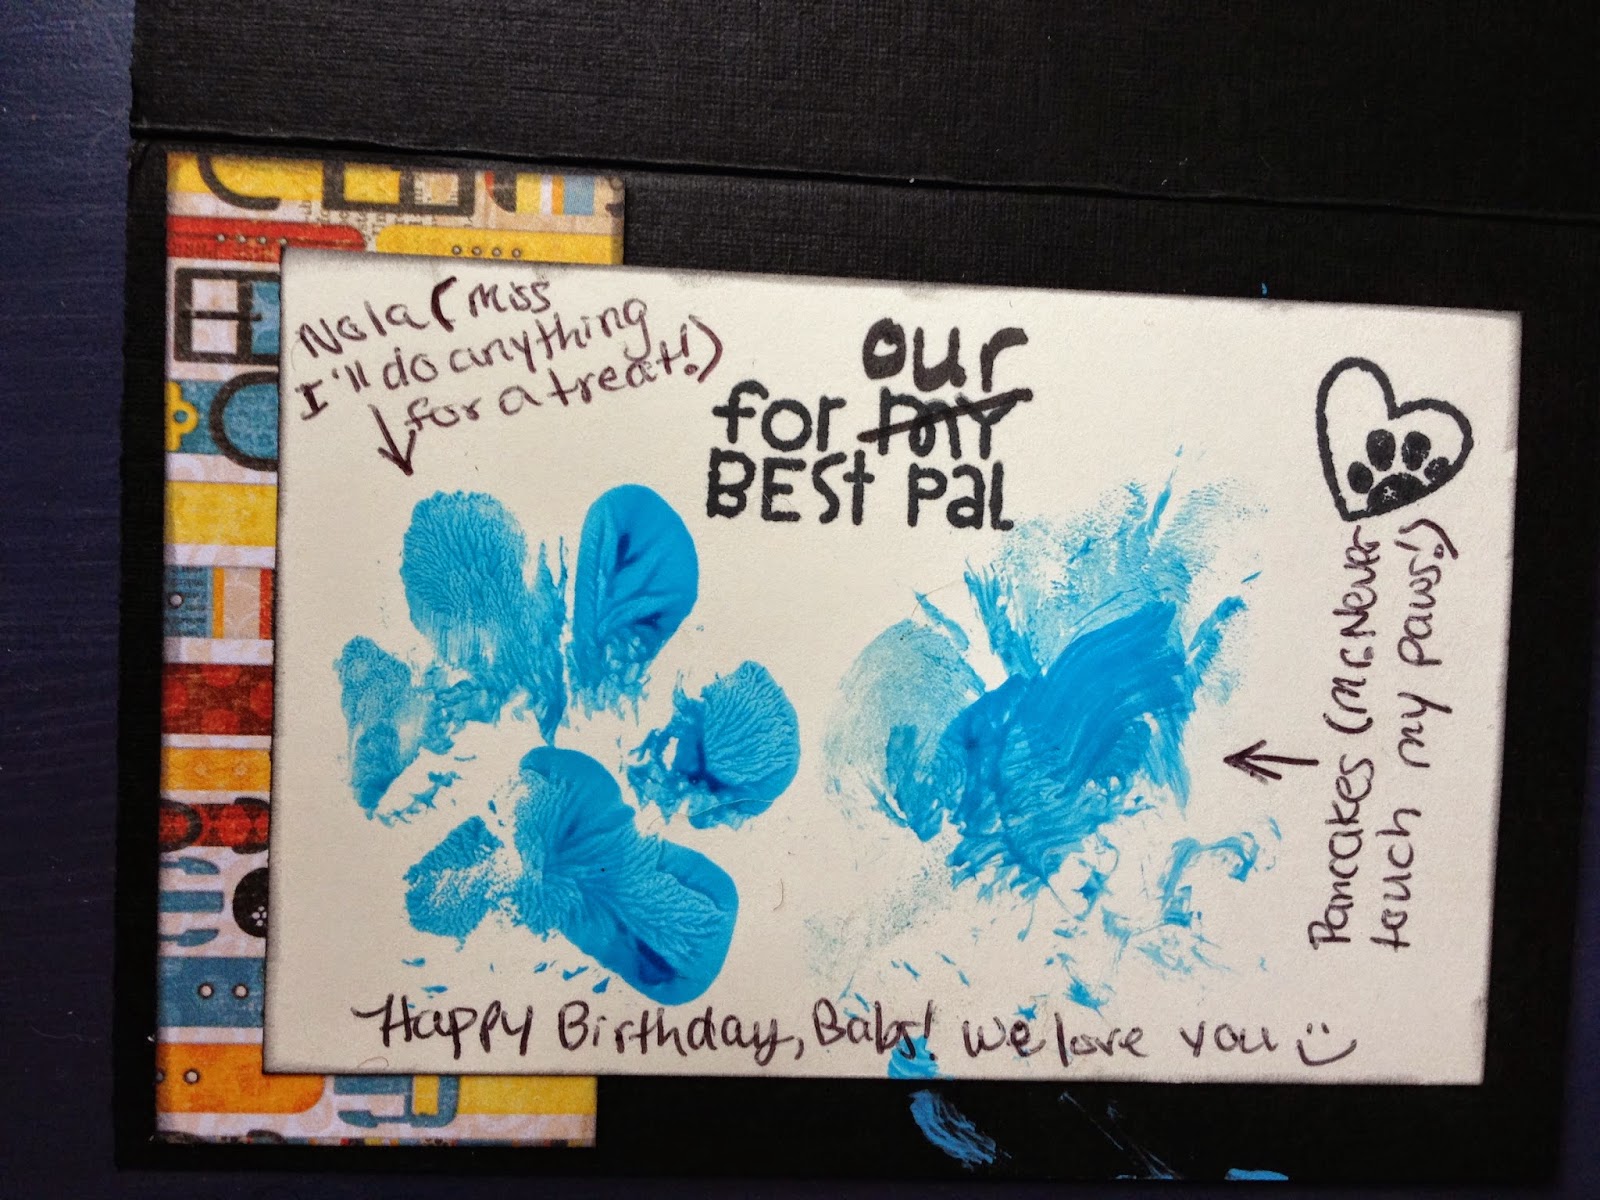 Nala (Miss
I'll do anything
for a treat!)
our
for my
BEST pal
Pancakes (Mr. Never
touch my paws!)
Happy Birthday, Babs! We love you